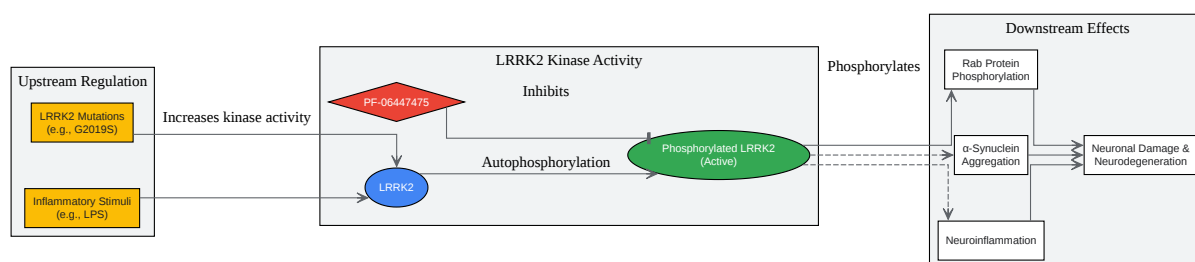 Upstream Regulation
LRRK2 Mutations
(e.g., G2019S)
Inflammatory Stimuli
(e.g., LPS)
Increases kinase activity
LRRK2 Kinase Activity
PF-06447475
Inhibits
LRRK2
Autophosphorylation
Phosphorylated LRRK2
(Active)
Phosphorylates
Downstream Effects
Rab Protein
Phosphorylation
α-Synuclein
Aggregation
Neuroinflammation
Neuronal Damage &
Neurodegeneration